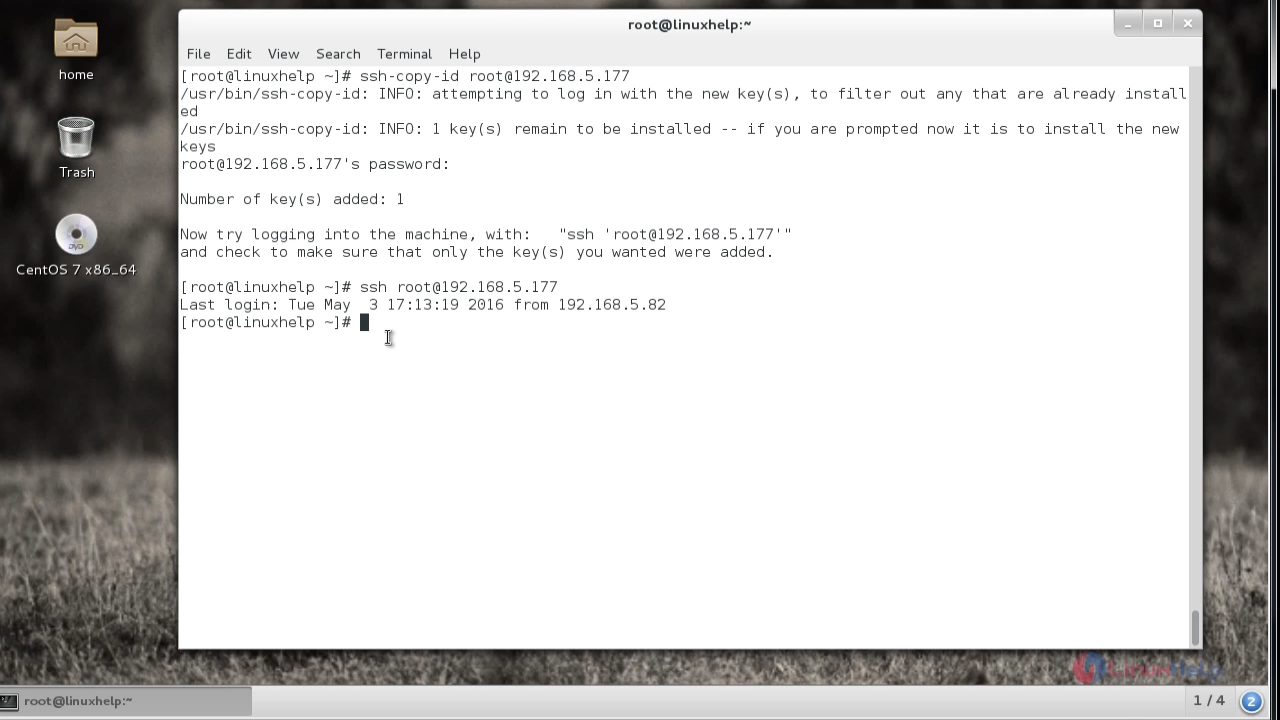 root@linuxhelp:~
File Edit View Search Terminal Help
[root@linuxhelp ~]# ssh-copy-id root@192.168.5.177
/usr/bin/ssh-copy-id: INFO: attempting to log in with the new key(s), to filter out any that are already install
ed
/usr/bin/ssh-copy-id: INFO: 1 key(s) remain to be installed -- if you are prompted now it is to install the new
keys
root@192.168.5.177's password:
Number of key(s) added: 1
Now try logging into the machine, with:   "ssh 'root@192.168.5.177'"
and check to make sure that only the key(s) you wanted were added.
[root@linuxhelp ~]# ssh root@192.168.5.177
Last login: Tue May  3 17:13:19 2016 from 192.168.5.82
[root@linuxhelp ~]#
home
Trash
DVD
CentOS 7 x86_64
LinuxHelp
root@linuxhelp:~
1 / 4
2